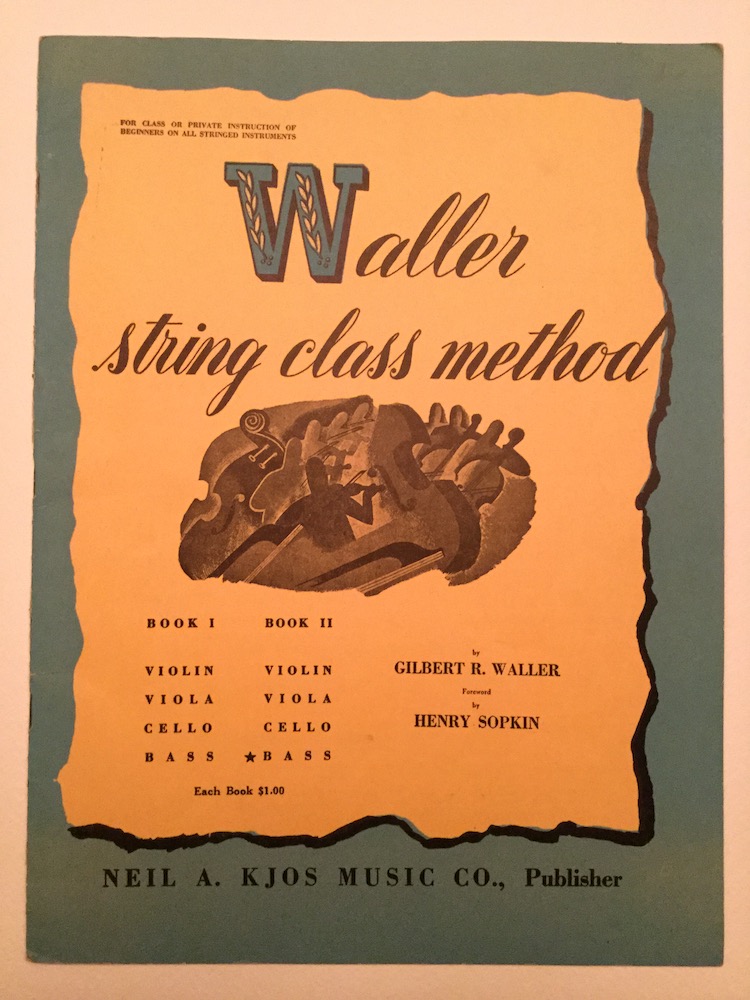 FOR CLASS OR PRIVATE INSTRUCTION OF
BEGINNERS ON ALL STRINGED INSTRUMENTS
Waller
string class method
BOOK I BOOK II
VIOLIN VIOLIN
VIOLA VIOLA
CELLO CELLO
BASS ★BASS
Each Book $1.00
by
GILBERT R. WALLER
Foreword
by
HENRY SOPKIN
NEIL A. KJOS MUSIC CO., Publisher